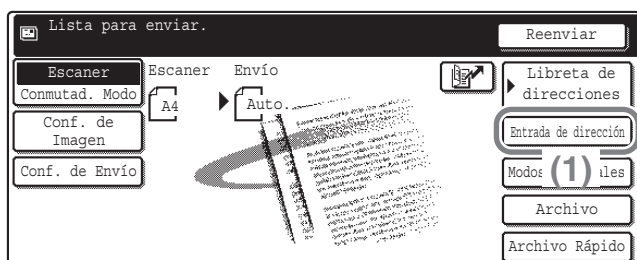 Lista para enviar.
Reenviar
Escaner
Conmutad. Modo
Escaner
Envío
A4
Auto.
Conf. de
Imagen
Conf. de Envío
Libreta de
direcciones
Entrada de dirección
Modos
(1)
Archivo
Archivo Rápido